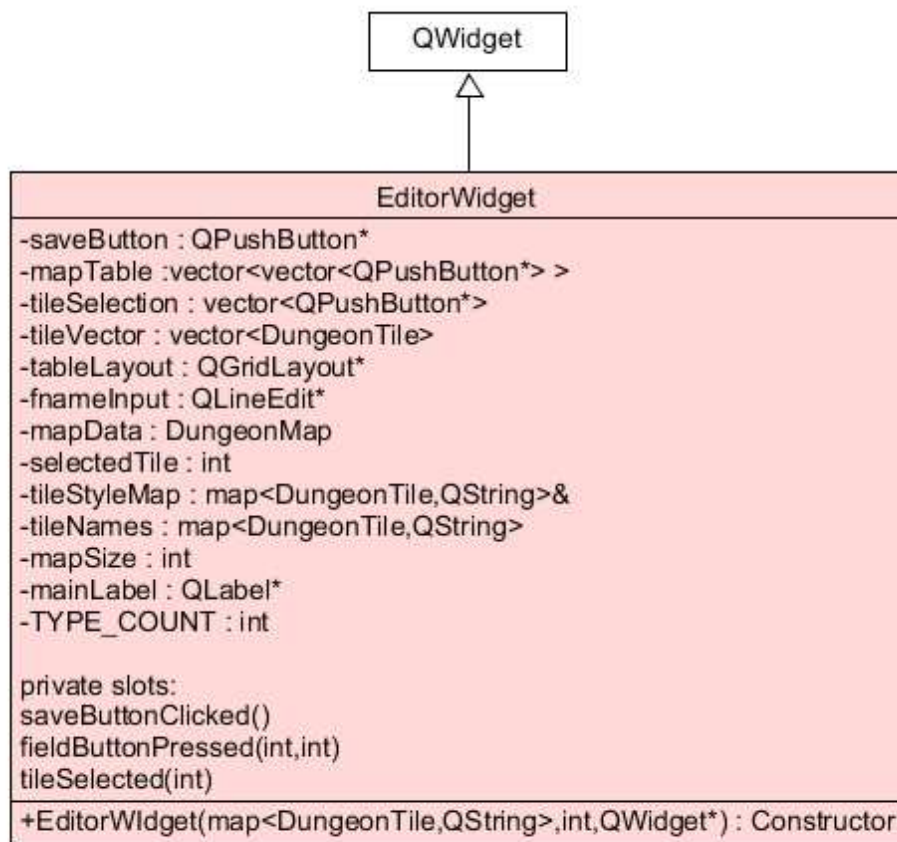 QWidget
EditorWidget
-saveButton : QPushButton*
-mapTable :vector<vector<QPushButton*> >
-tileSelection : vector<QPushButton*>
-tileVector : vector<DungeonTile>
-tableLayout : QGridLayout*
-fnameInput : QLineEdit*
-mapData : DungeonMap
-selectedTile : int
-tileStyleMap : map<DungeonTile,QString>&
-tileNames : map<DungeonTile,QString>
-mapSize : int
-mainLabel : QLabel*
-TYPE_COUNT : int
private slots:
saveButtonClicked()
fieldButtonPressed(int,int)
tileSelected(int)
+EditorWIdget(map<DungeonTile,QString>,int,QWidget*) : Constructor